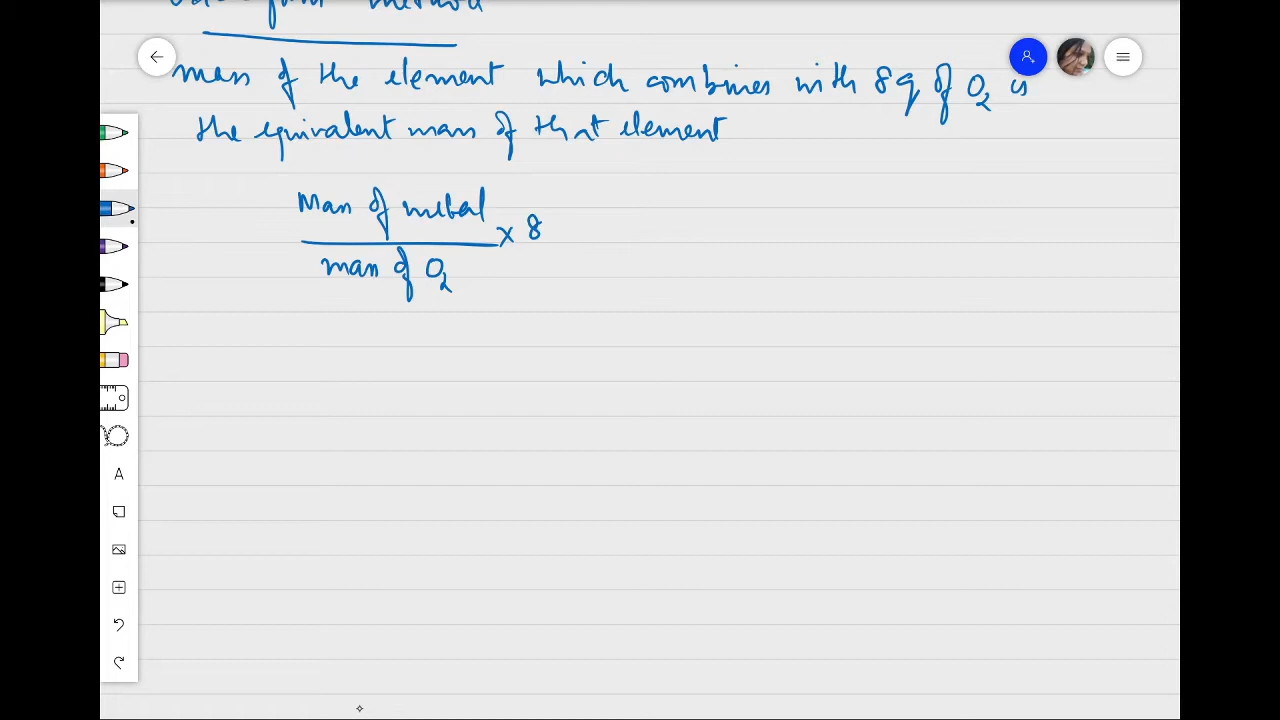 method
mass of the element which combines with 8g of O2 is
the equivalent mass of that element
Mass of metal
× 8
mass of O2
A